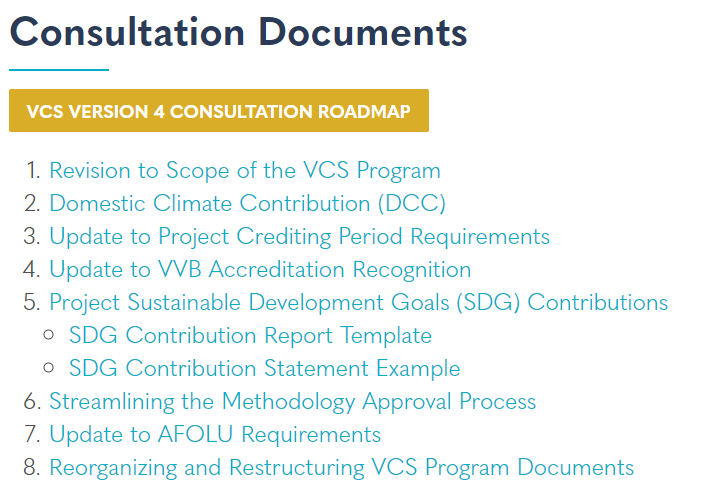 Consultation Documents
VCS VERSION 4 CONSULTATION ROADMAP
1. Revision to Scope of the VCS Program
2. Domestic Climate Contribution (DCC)
3. Update to Project Crediting Period Requirements
4. Update to VVB Accreditation Recognition
5. Project Sustainable Development Goals (SDG) Contributions
○ SDG Contribution Report Template
○ SDG Contribution Statement Example
6. Streamlining the Methodology Approval Process
7. Update to AFOLU Requirements
8. Reorganizing and Restructuring VCS Program Documents